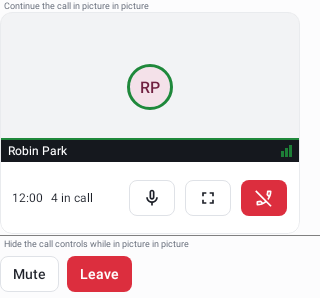 Continue the call in picture in picture
RP
Robin Park
12:00 4 in call
Hide the call controls while in picture in picture
Mute Leave